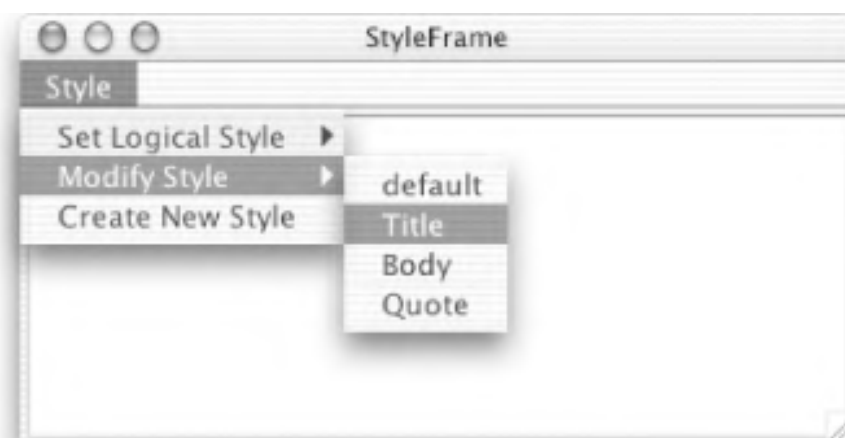 StyleFrame
Style
Set Logical Style
Modify Style
Create New Style
default
Title
Body
Quote